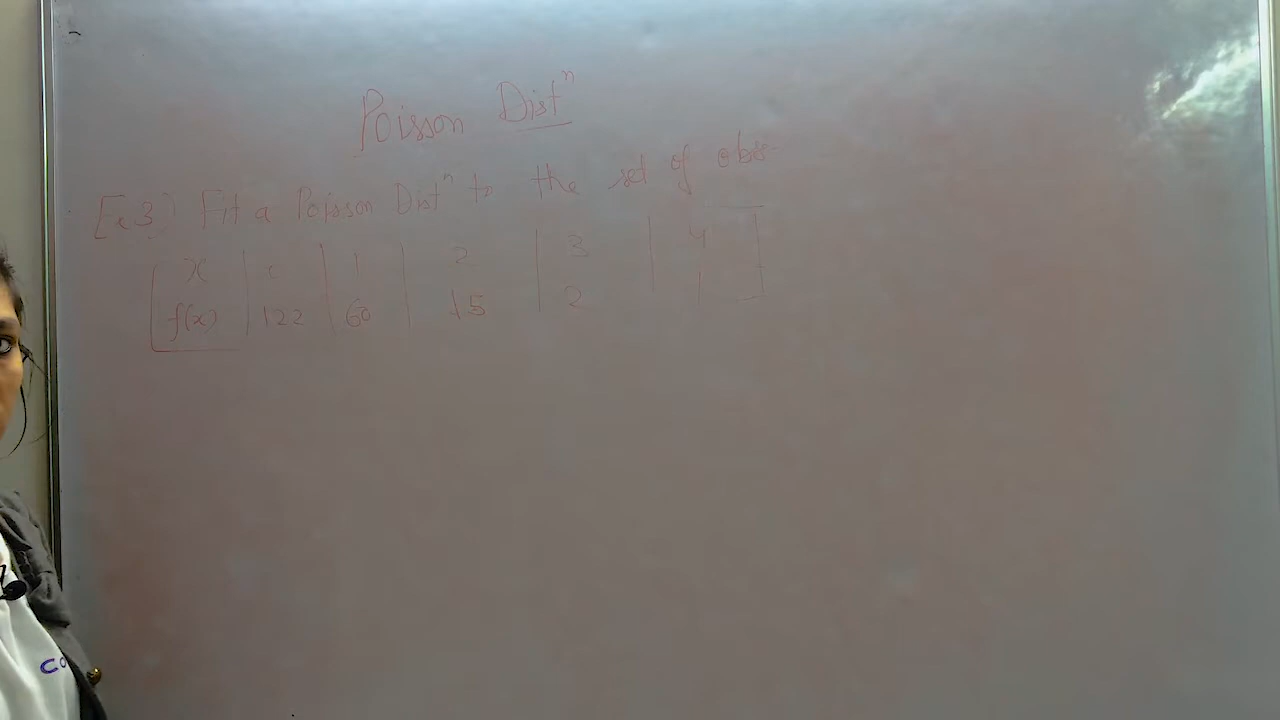 Poisson Distⁿ
[Ex 3) Fit a Poisson Distⁿ to the set of obs
x | 0 | 1 | 2 | 3 | 4
f(x) | 122 | 60 | 15 | 2 | 1
CO